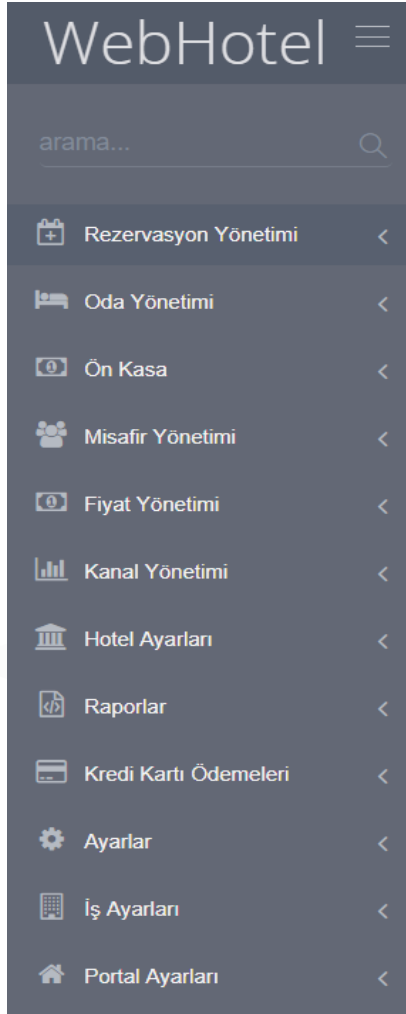 WebHotel
arama...
Rezervasyon Yönetimi
Oda Yönetimi
Ön Kasa
Misafir Yönetimi
Fiyat Yönetimi
Kanal Yönetimi
Hotel Ayarları
Raporlar
Kredi Kartı Ödemeleri
Ayarlar
İş Ayarları
Portal Ayarları